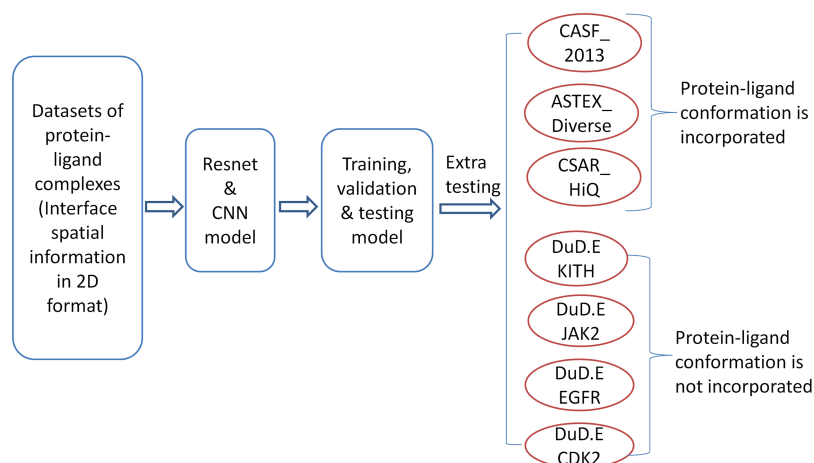 Datasets of
protein-
ligand
complexes
(Interface
spatial
information
in 2D
format)
Resnet
&
CNN
model
Training,
validation
& testing
model
Extra
testing
CASF_
2013
ASTEX_
Diverse
CSAR_
HiQ
Protein-ligand
conformation is
incorporated
DuD.E
KITH
DuD.E
JAK2
DuD.E
EGFR
DuD.E
CDK2
Protein-ligand
conformation is
not incorporated